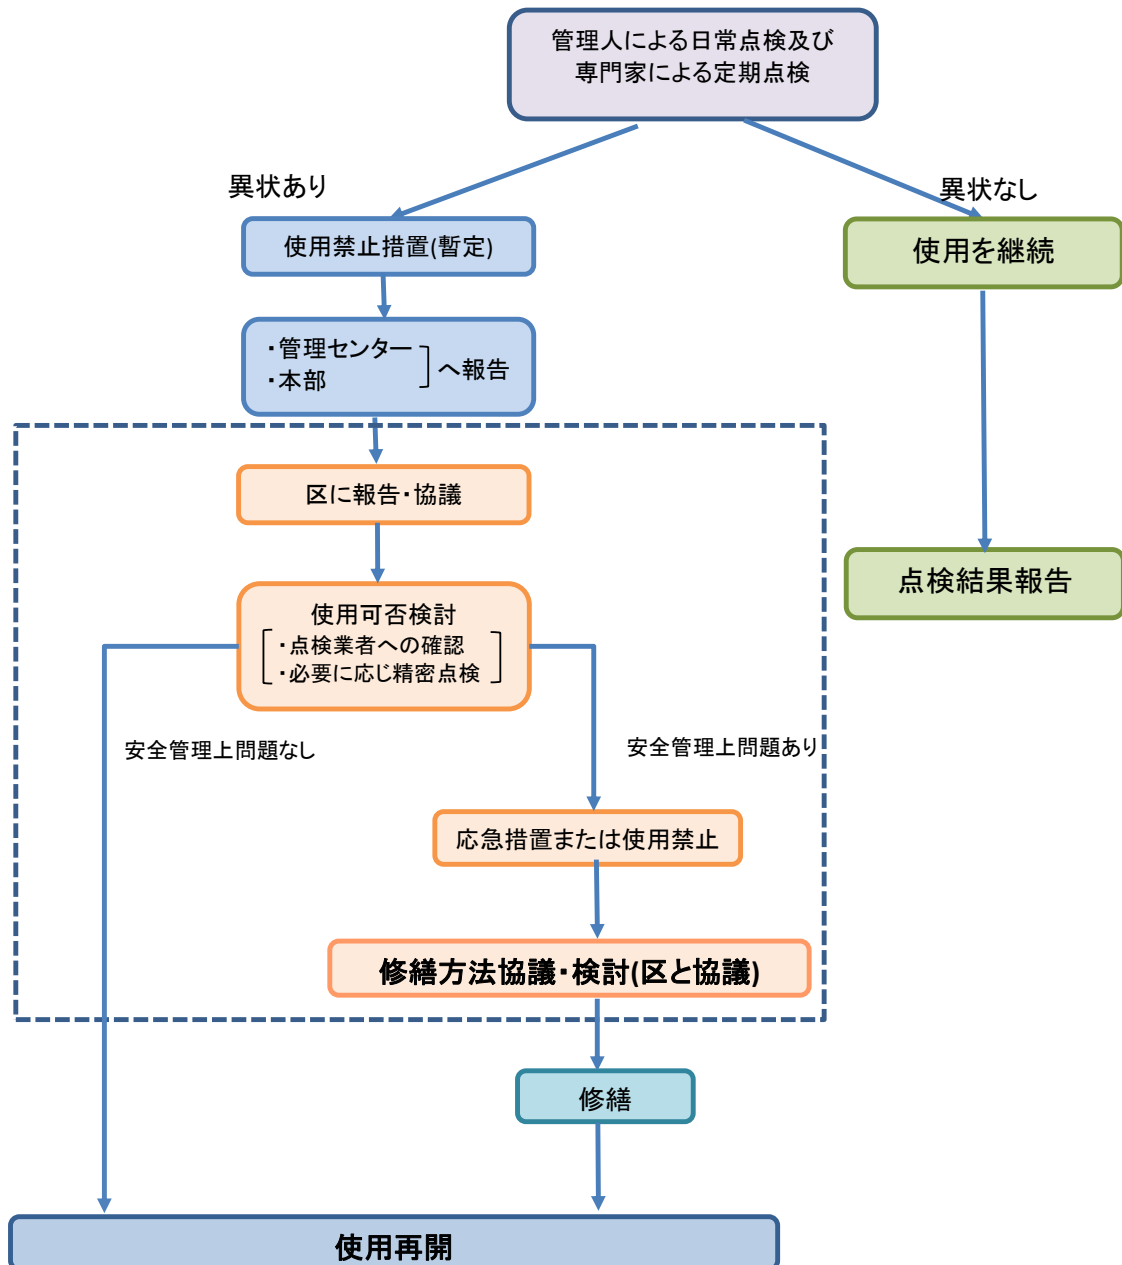 管理人による日常点検及び
専門家による定期点検
異状あり
異状なし
使用禁止措置(暫定)
使用を継続
・管理センター
・本部
へ報告
区に報告・協議
点検結果報告
使用可否検討
・点検業者への確認
・必要に応じ精密点検
安全管理上問題なし
安全管理上問題あり
応急措置または使用禁止
修繕方法協議・検討(区と協議)
修繕
使用再開